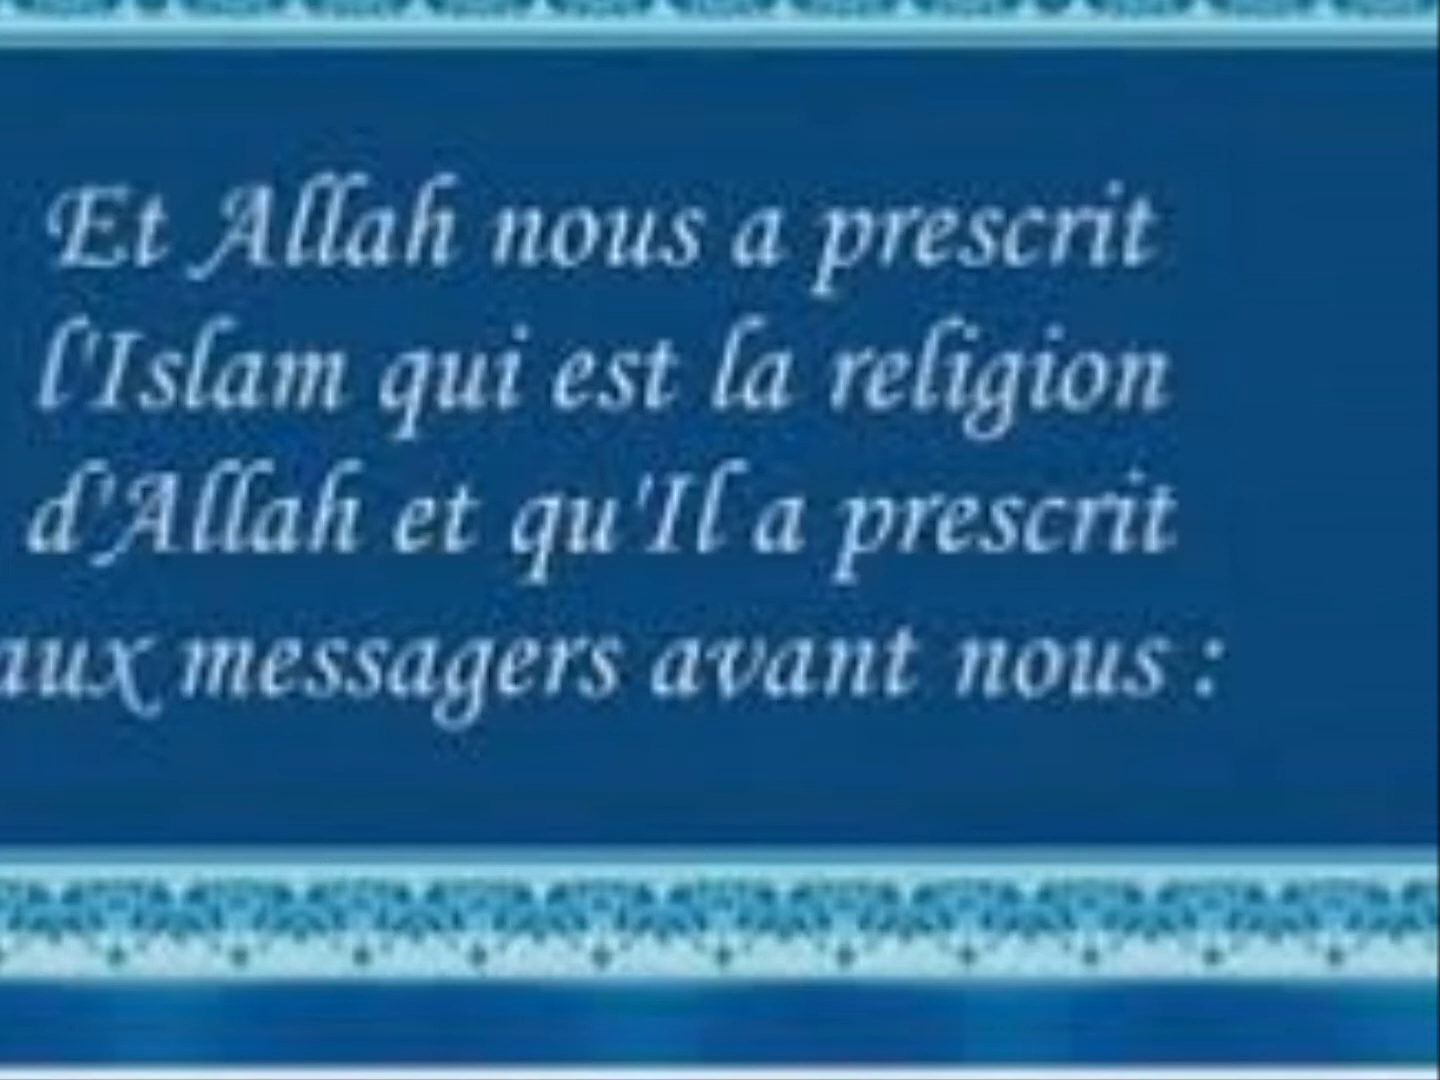 Et Allah nous a prescrit
l'Islam qui est la religion
d'Allah et qu'Il a prescrit
aux messagers avant nous :